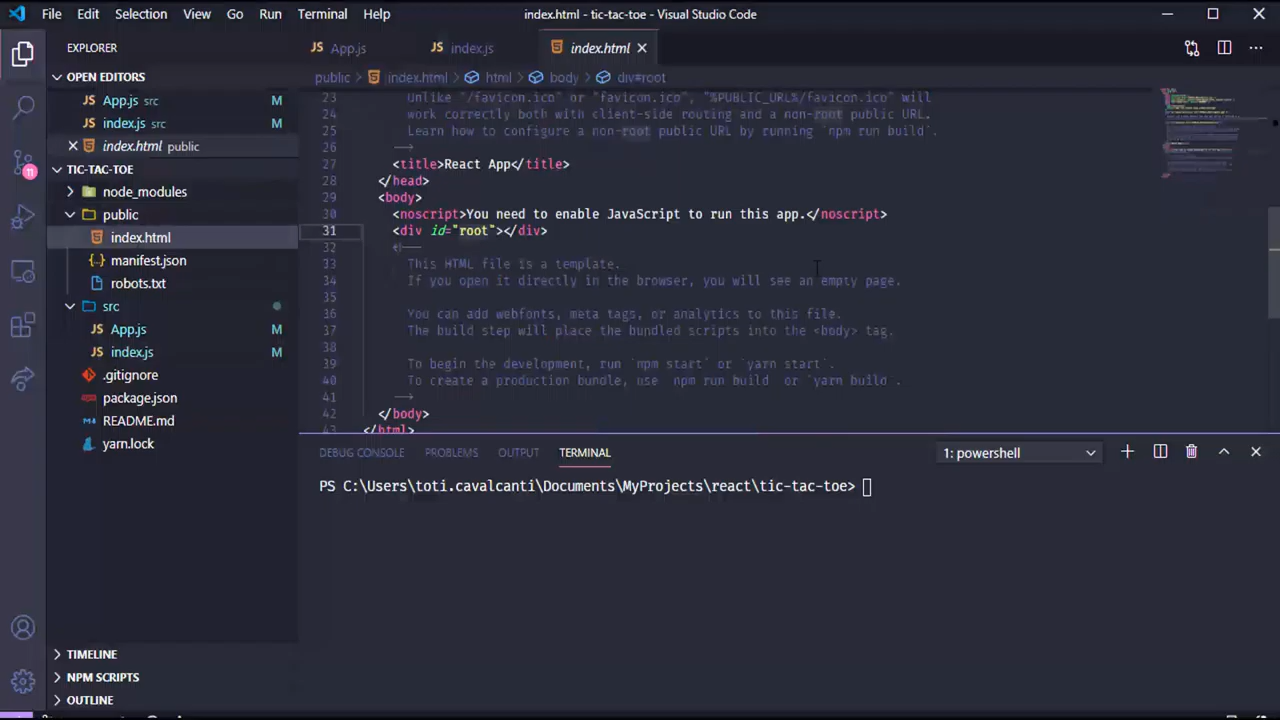 File Edit Selection View Go Run Terminal Help index.html - tic-tac-toe - Visual Studio Code
EXPLORER
OPEN EDITORS
App.js src M
index.js src M
index.html public
TIC-TAC-TOE
node_modules
public
index.html
manifest.json
robots.txt
src
App.js M
index.js M
.gitignore
package.json
README.md
yarn.lock
TIMELINE
NPM SCRIPTS
OUTLINE
11
App.js index.js index.html
public > index.html > html > body > div#root
23 Unlike "/favicon.ico" or "favicon.ico", "%PUBLIC_URL%/favicon.ico" will
24 work correctly both with client-side routing and a non-root public URL.
25 Learn how to configure a non-root public URL by running `npm run build`.
26 -->
27 <title>React App</title>
28 </head>
29 <body>
30 <noscript>You need to enable JavaScript to run this app.</noscript>
31 <div id="root"></div>
32 <!--
33 This HTML file is a template.
34 If you open it directly in the browser, you will see an empty page.
35
36 You can add webfonts, meta tags, or analytics to this file.
37 The build step will place the bundled scripts into the <body> tag.
38
39 To begin the development, run `npm start` or `yarn start`.
40 To create a production bundle, use `npm run build` or `yarn build`.
41 -->
42 </body>
43 </html>
DEBUG CONSOLE PROBLEMS OUTPUT TERMINAL 1: powershell
PS C:\Users\toti.cavalcanti\Documents\MyProjects\react\tic-tac-toe>